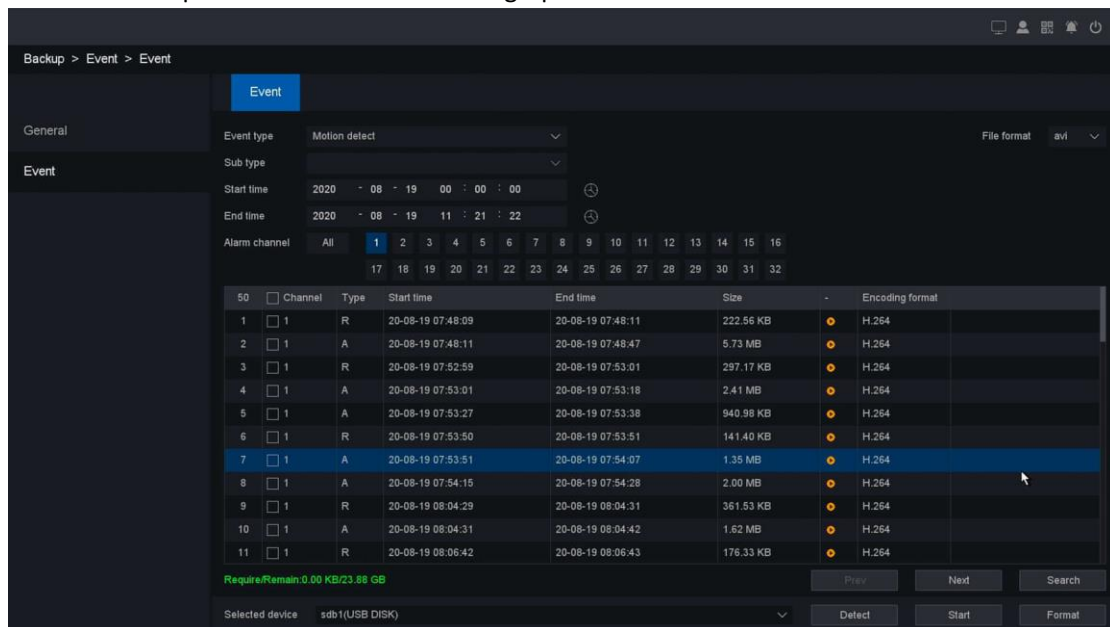 Backup > Event > Event
Event
General
Event
Event type Motion detect File format avi
Sub type
Start time 2020 - 08 - 19 00 : 00 : 00
End time 2020 - 08 - 19 11 : 21 : 22
Alarm channel All 1 2 3 4 5 6 7 8 9 10 11 12 13 14 15 16
17 18 19 20 21 22 23 24 25 26 27 28 29 30 31 32
50 Channel Type Start time End time Size - Encoding format
1 1 R 20-08-19 07:48:09 20-08-19 07:48:11 222.56 KB H.264
2 1 A 20-08-19 07:48:11 20-08-19 07:48:47 5.73 MB H.264
3 1 R 20-08-19 07:52:59 20-08-19 07:53:01 297.17 KB H.264
4 1 A 20-08-19 07:53:01 20-08-19 07:53:18 2.41 MB H.264
5 1 A 20-08-19 07:53:27 20-08-19 07:53:38 940.98 KB H.264
6 1 R 20-08-19 07:53:50 20-08-19 07:53:51 141.40 KB H.264
7 1 A 20-08-19 07:53:51 20-08-19 07:54:07 1.35 MB H.264
8 1 A 20-08-19 07:54:15 20-08-19 07:54:28 2.00 MB H.264
9 1 R 20-08-19 08:04:29 20-08-19 08:04:31 361.53 KB H.264
10 1 A 20-08-19 08:04:31 20-08-19 08:04:42 1.62 MB H.264
11 1 R 20-08-19 08:06:42 20-08-19 08:06:43 176.33 KB H.264
Require/Remain:0.00 KB/23.88 GB Prev Next Search
Selected device sdb1(USB DISK) Detect Start Format